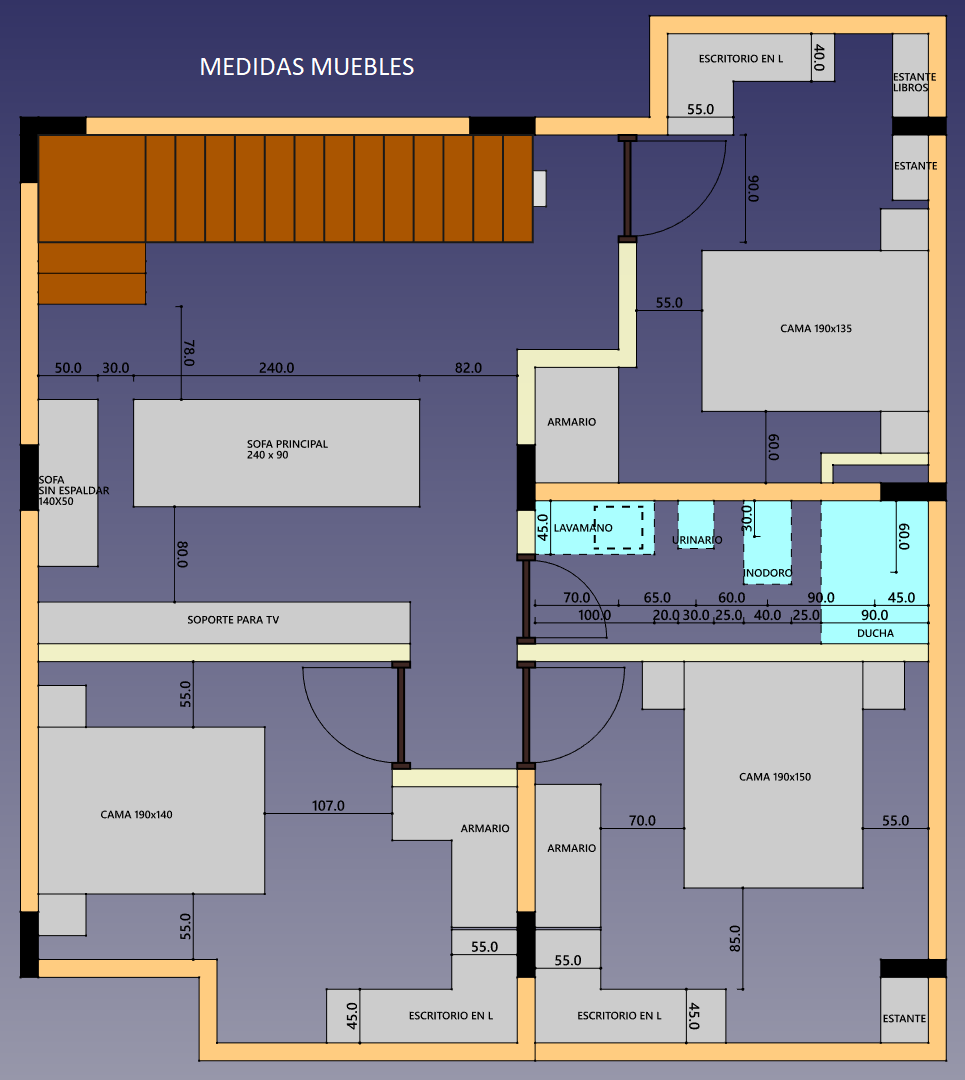 MEDIDAS MUEBLES
ESCRITORIO EN L
40.0
ESTANTE
LIBROS
55.0
ESTANTE
90.0
55.0
CAMA 190x135
78.0
50.0
30.0
240.0
82.0
ARMARIO
60.0
SOFA PRINCIPAL
240 x 90
SOFA
SIN ESPALDAR
140X50
80.0
45.0
LAVAMANO
URINARIO
30.0
INODORO
60.0
70.0
65.0
60.0
90.0
45.0
100.0
20.0
30.0
25.0
40.0
25.0
90.0
DUCHA
SOPORTE PARA TV
55.0
CAMA 190x140
107.0
ARMARIO
55.0
55.0
45.0
ESCRITORIO EN L
CAMA 190x150
ARMARIO
70.0
55.0
85.0
55.0
ESCRITORIO EN L
45.0
ESTANTE